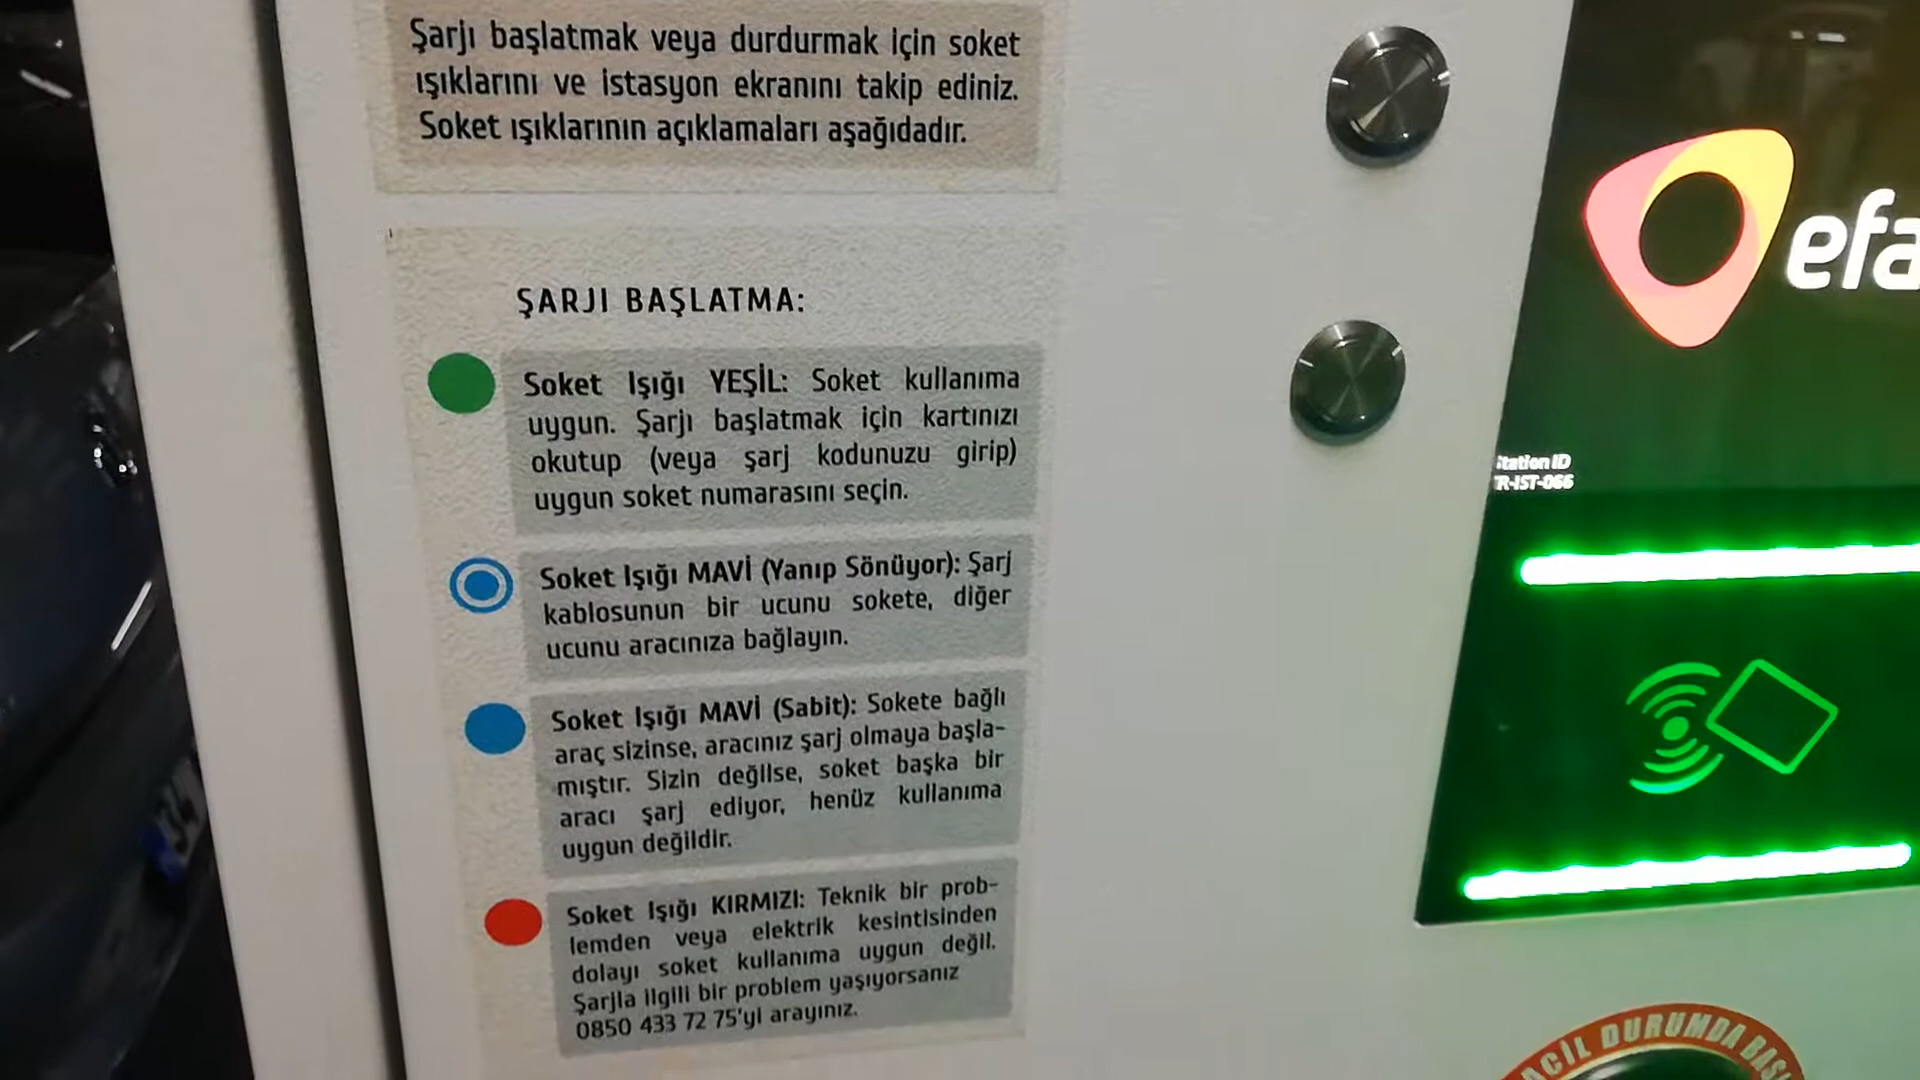 Şarjı başlatmak veya durdurmak için soket
ışıklarını ve istasyon ekranını takip ediniz.
Soket ışıklarının açıklamaları aşağıdadır.
ŞARJI BAŞLATMA:
Soket Işığı YEŞİL: Soket kullanıma
uygun. Şarjı başlatmak için kartınızı
okutup (veya şarj kodunuzu girip)
uygun soket numarasını seçin.
Soket Işığı MAVİ (Yanıp Sönüyor): Şarj
kablosunun bir ucunu sokete, diğer
ucunu aracınıza bağlayın.
Soket Işığı MAVİ (Sabit): Sokete bağlı
araç sizinse, aracınız şarj olmaya başla-
mıştır. Sizin değilse, soket başka bir
aracı şarj ediyor, henüz kullanıma
uygun değildir.
Soket Işığı KIRMIZI: Teknik bir prob-
lemden veya elektrik kesintisinden
dolayı soket kullanıma uygun değil.
Şarjla ilgili bir problem yaşıyorsanız
0850 433 72 75'yi arayınız.
efa
tation ID
R-IST-066
ACİL DURUMDA BAS